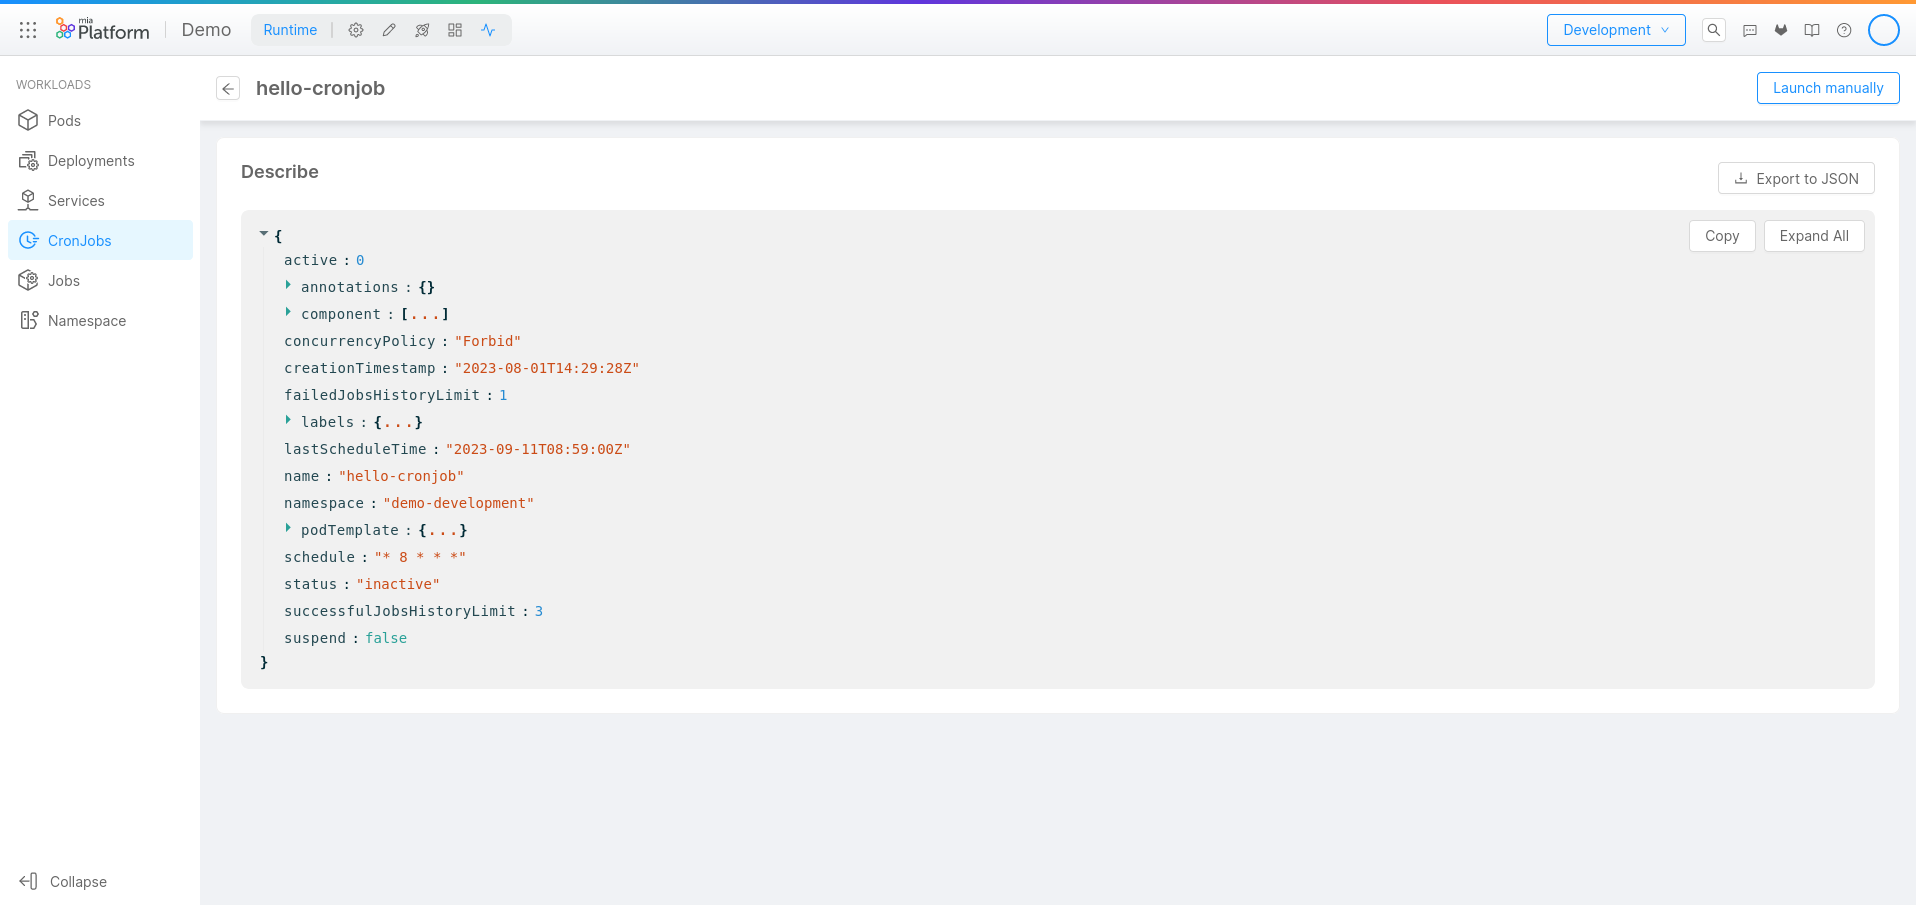 mia
Platform
Demo
Runtime
Development
WORKLOADS
Pods
Deployments
Services
CronJobs
Jobs
Namespace
Collapse
hello-cronjob
Launch manually
Describe
Export to JSON
Copy
Expand All
{
active : 0
annotations : {}
component : [...]
concurrencyPolicy : "Forbid"
creationTimestamp : "2023-08-01T14:29:28Z"
failedJobsHistoryLimit : 1
labels : {...}
lastScheduleTime : "2023-09-11T08:59:00Z"
name : "hello-cronjob"
namespace : "demo-development"
podTemplate : {...}
schedule : "* 8 * * *"
status : "inactive"
successfulJobsHistoryLimit : 3
suspend : false
}